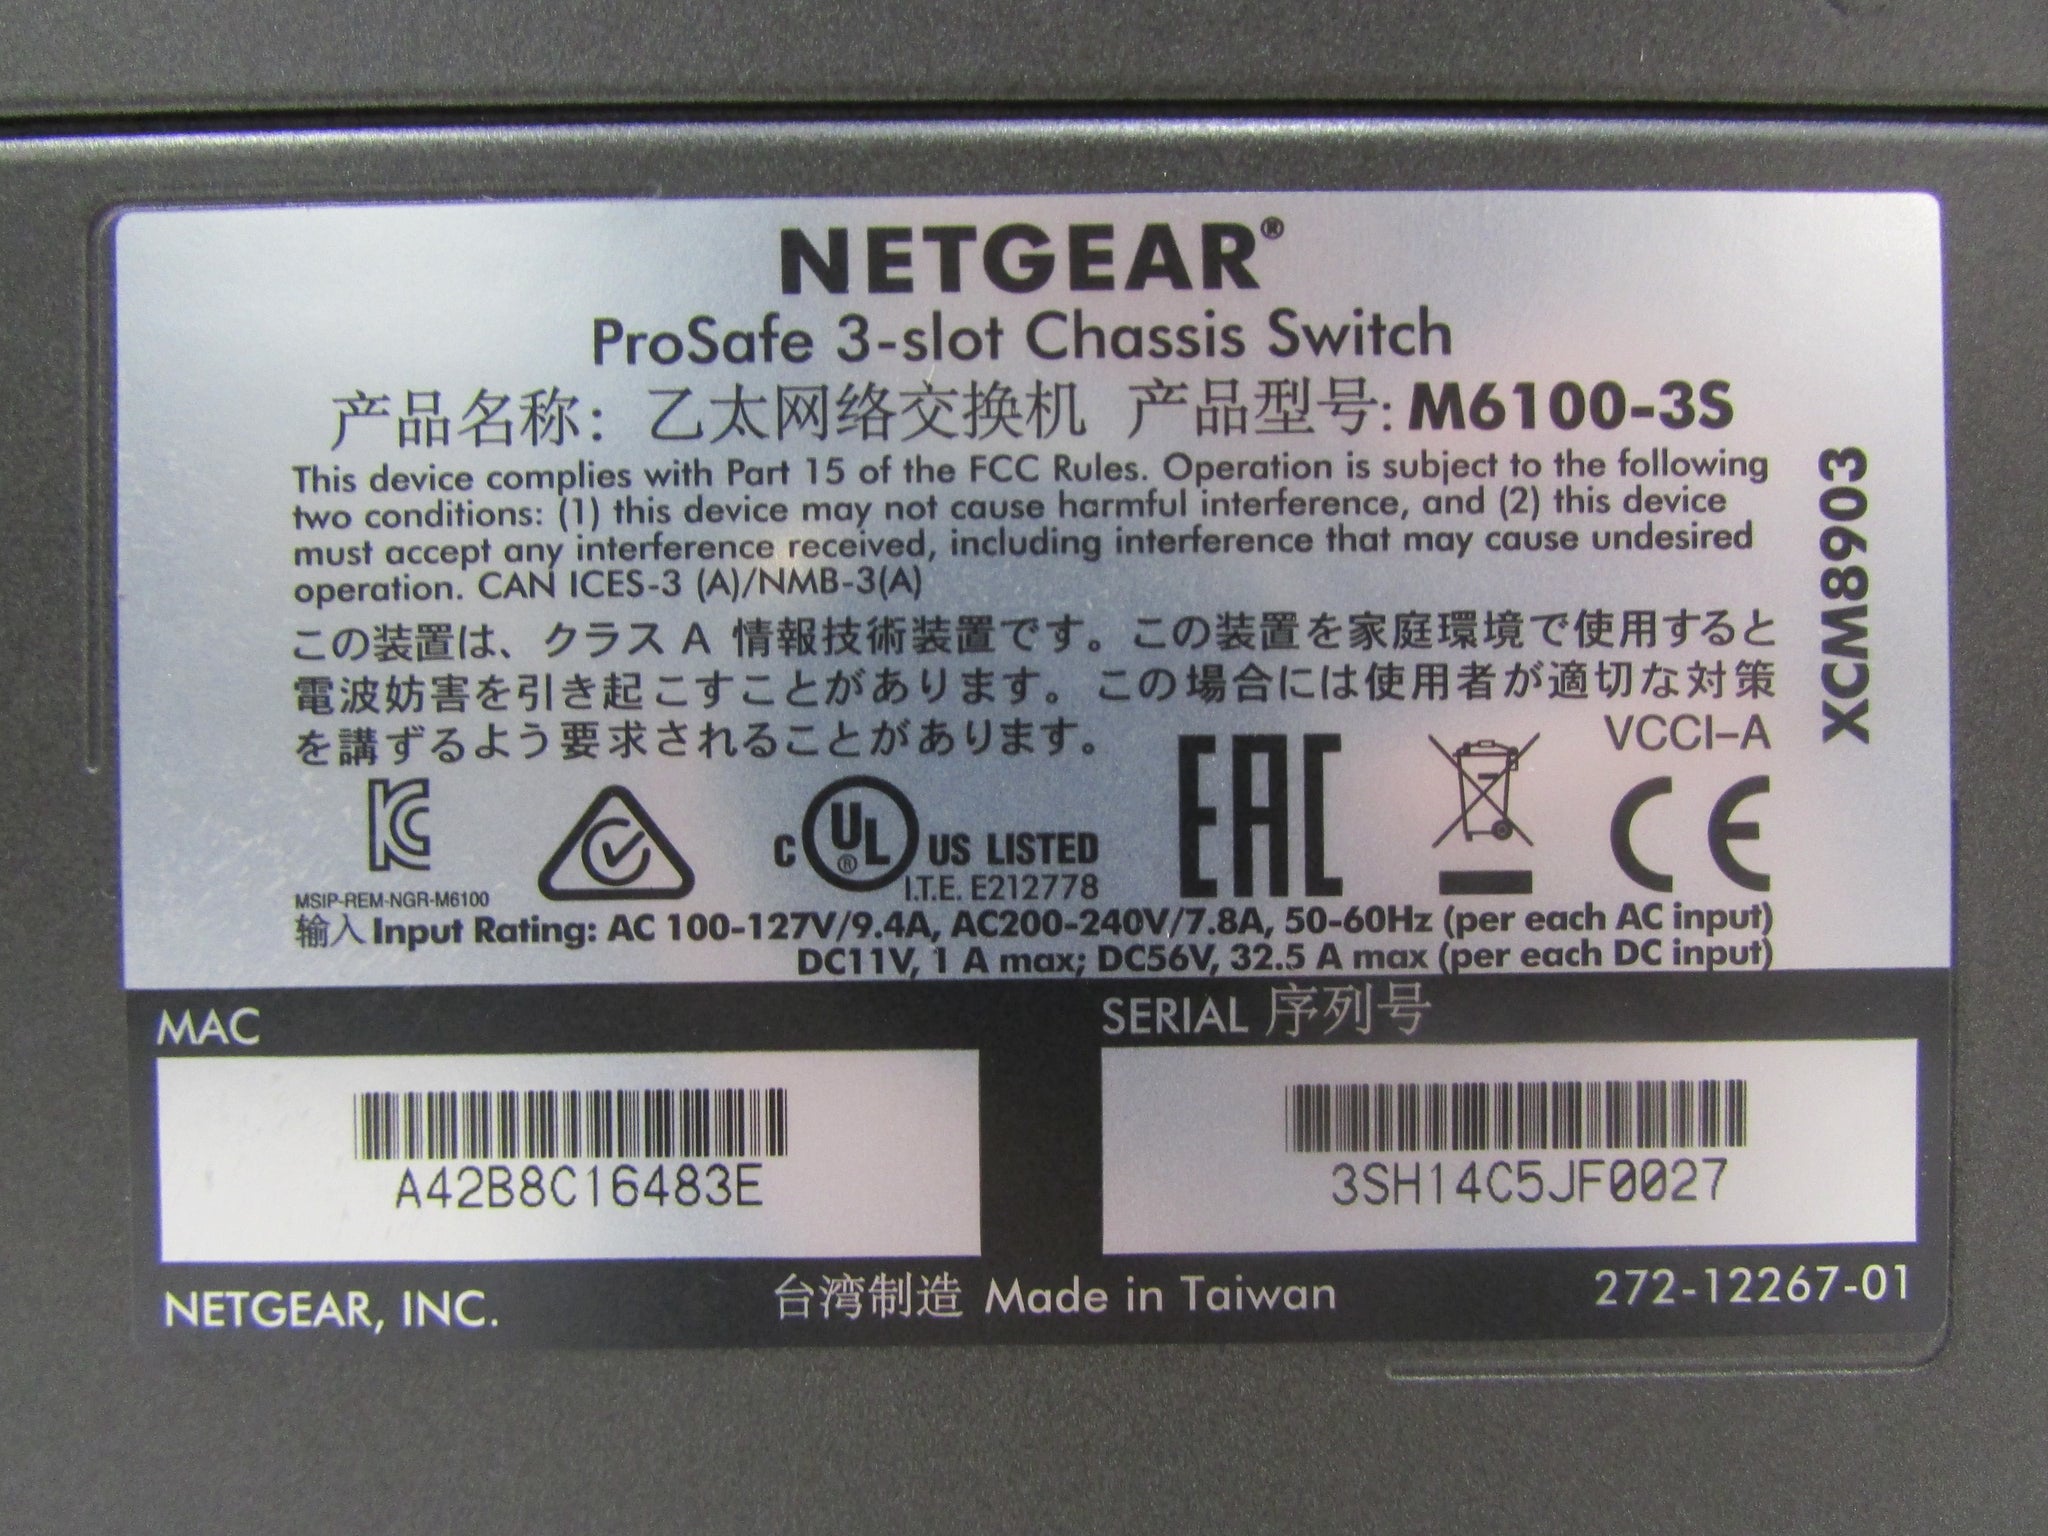 NETGEAR®
ProSafe 3-slot Chassis Switch
产品名称：乙太网络交换机 产品型号: M6100-3S
This device complies with Part 15 of the FCC Rules. Operation is subject to the following
two conditions: (1) this device may not cause harmful interference, and (2) this device
must accept any interference received, including interference that may cause undesired
operation. CAN ICES-3 (A)/NMB-3(A)
XCM8903
この装置は、クラス A 情報技術装置です。この装置を家庭環境で使用すると
電波妨害を引き起こすことがあります。この場合には使用者が適切な対策
を講ずるよう要求されることがあります。
VCCI-A
KC
MSIP-REM-NGR-M6100
C UL® US LISTED
I.T.E. E212778
EAC
CE
输入 Input Rating: AC 100-127V/9.4A, AC200-240V/7.8A, 50-60Hz (per each AC input)
DC11V, 1 A max; DC56V, 32.5 A max (per each DC input)
MAC
A42B8C16483E
SERIAL 序列号
3SH14C5JF0027
NETGEAR, INC.
台湾制造 Made in Taiwan
272-12267-01